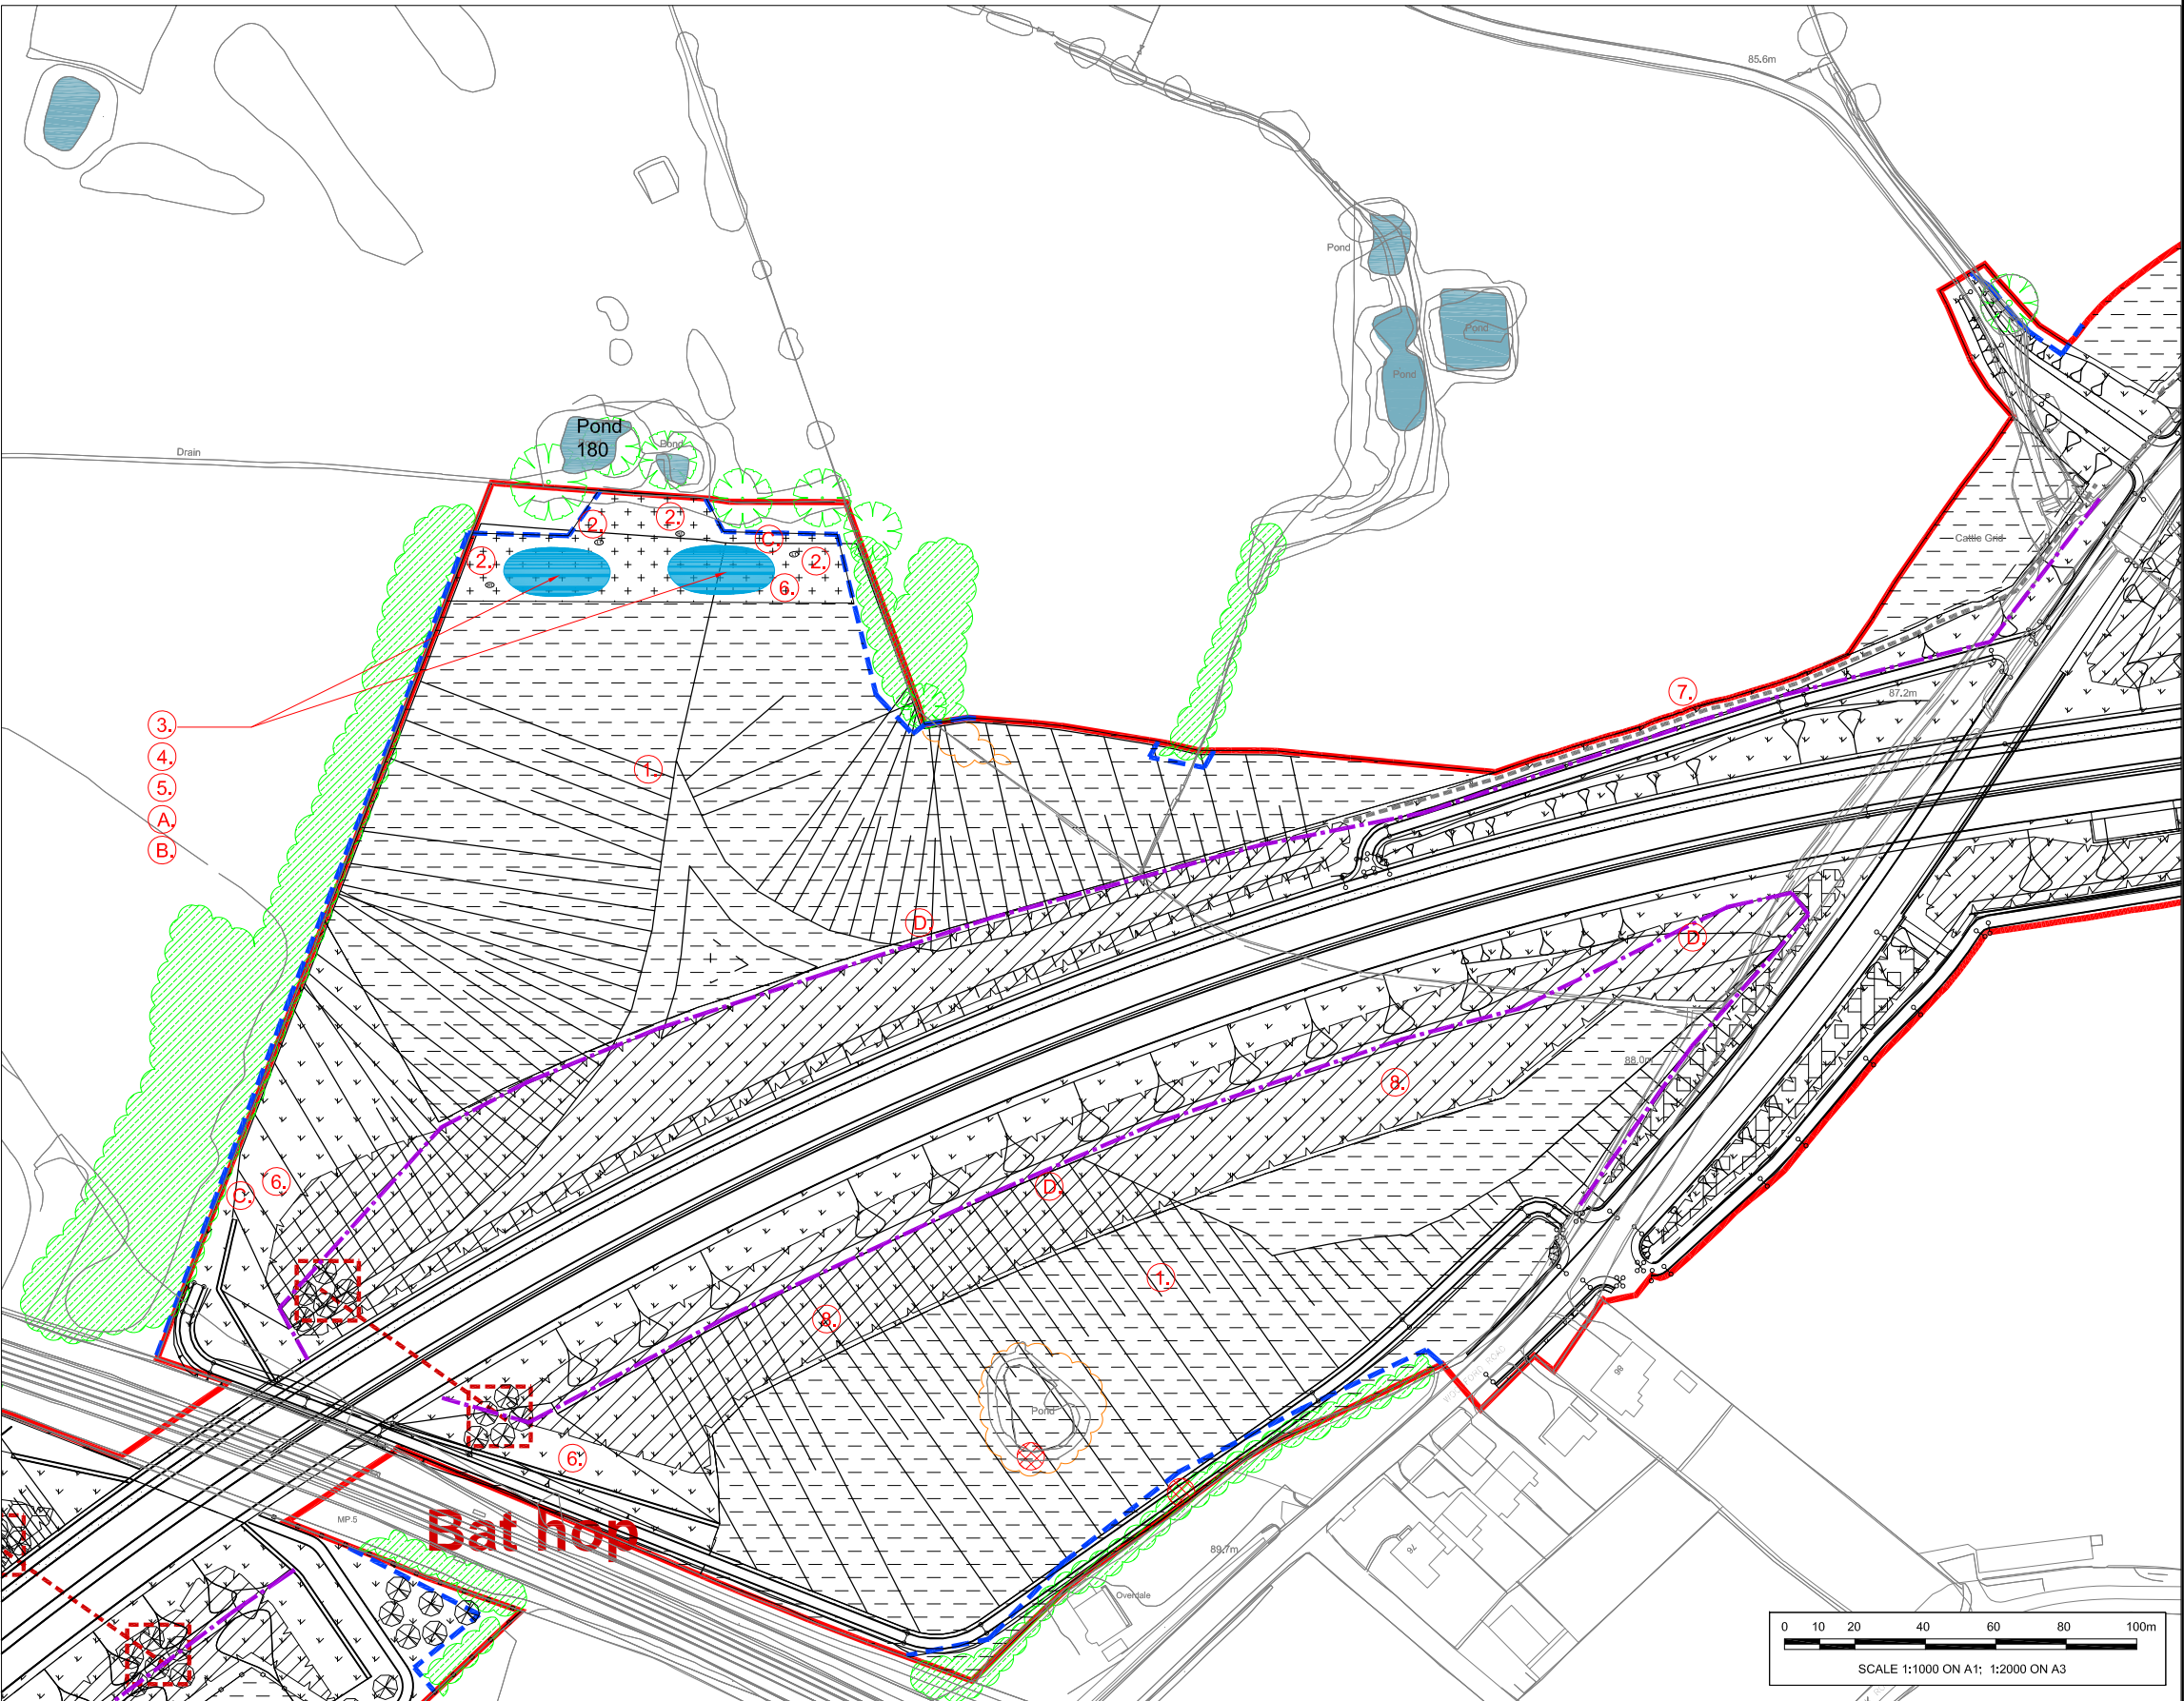 85.6m
Pond
Pond
Pond
Pond
180
Pond
Drain
2.
2.
C.
2.
2.
6.
Cattle Grid
7.
87.2m
3.
4.
5.
A.
B.
1.
D.
D.
88.0m
8.
6.
C.
D.
1.
8.
Pond
6.
98
MP.5
Bat hop
76
89.7m
Overdale
0 10 20 40 60 80 100m
SCALE 1:1000 ON A1; 1:2000 ON A3